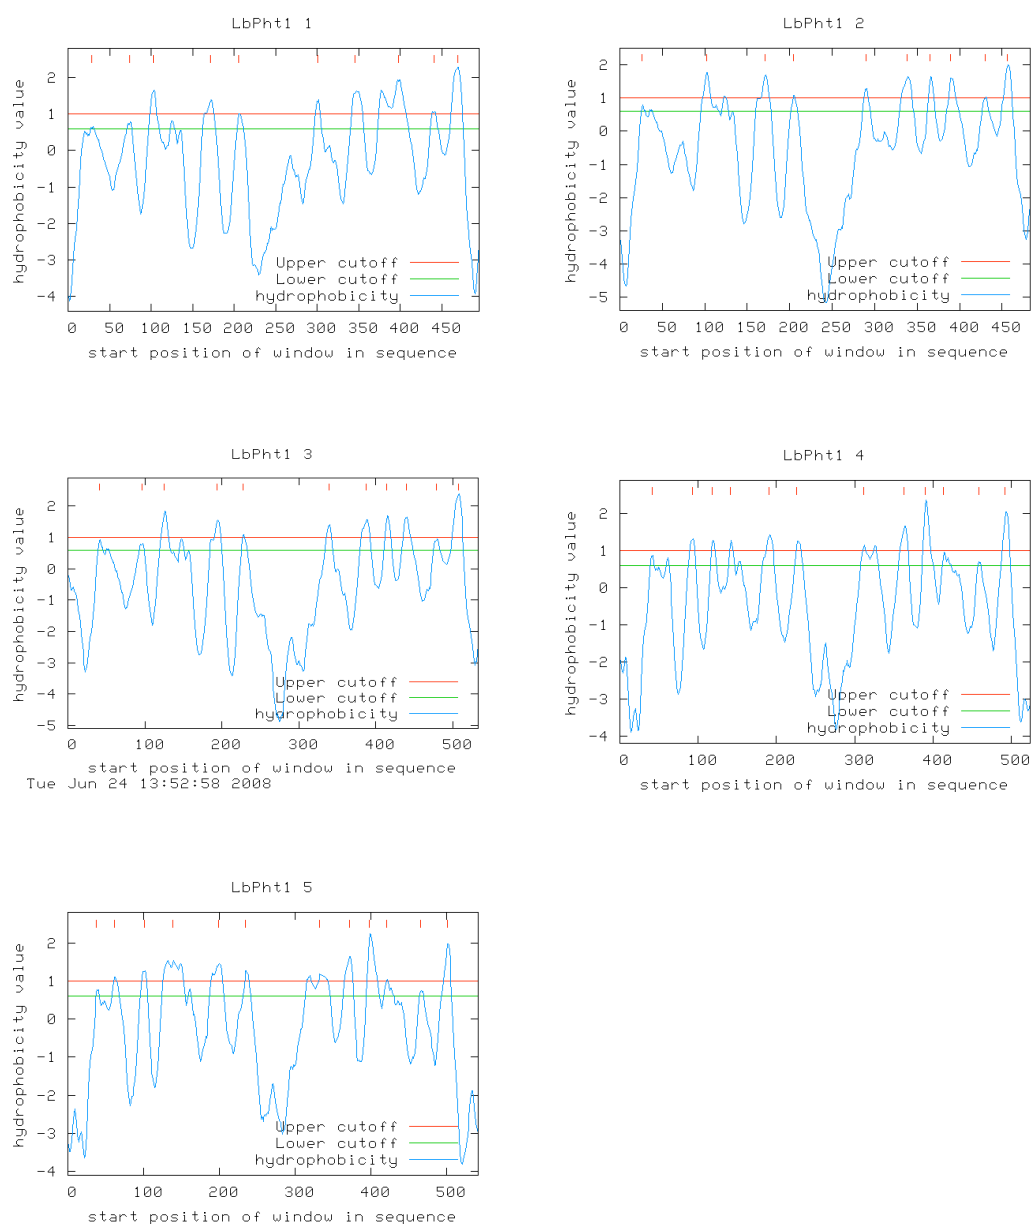 LbPht1 1
hydrophobicity value
2
1
0
−1
−2
−3
−4
Upper cutoff
Lower cutoff
hydrophobicity
0 50 100 150 200 250 300 350 400 450
start position of window in sequence
LbPht1 2
hydrophobicity value
2
1
0
−1
−2
−3
−4
−5
Upper cutoff
Lower cutoff
hydrophobicity
0 50 100 150 200 250 300 350 400 450
start position of window in sequence
LbPht1 3
hydrophobicity value
2
1
0
−1
−2
−3
−4
−5
Upper cutoff
Lower cutoff
hydrophobicity
0 100 200 300 400 500
start position of window in sequence
Tue Jun 24 13:52:58 2008
LbPht1 4
hydrophobicity value
2
1
0
−1
−2
−3
−4
Upper cutoff
Lower cutoff
hydrophobicity
0 100 200 300 400 500
start position of window in sequence
LbPht1 5
hydrophobicity value
2
1
0
−1
−2
−3
−4
Upper cutoff
Lower cutoff
hydrophobicity
0 100 200 300 400 500
start position of window in sequence